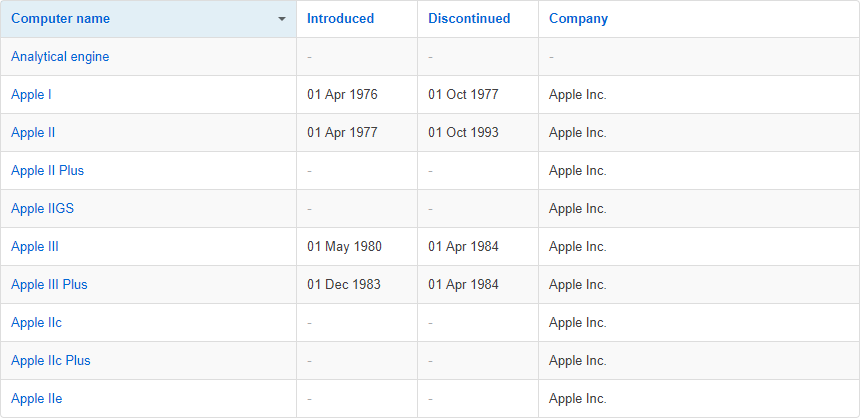 Computer name Introduced Discontinued Company
Analytical engine - - -
Apple I 01 Apr 1976 01 Oct 1977 Apple Inc.
Apple II 01 Apr 1977 01 Oct 1993 Apple Inc.
Apple II Plus - - Apple Inc.
Apple IIGS - - Apple Inc.
Apple III 01 May 1980 01 Apr 1984 Apple Inc.
Apple III Plus 01 Dec 1983 01 Apr 1984 Apple Inc.
Apple IIc - - Apple Inc.
Apple IIc Plus - - Apple Inc.
Apple IIe - - Apple Inc.